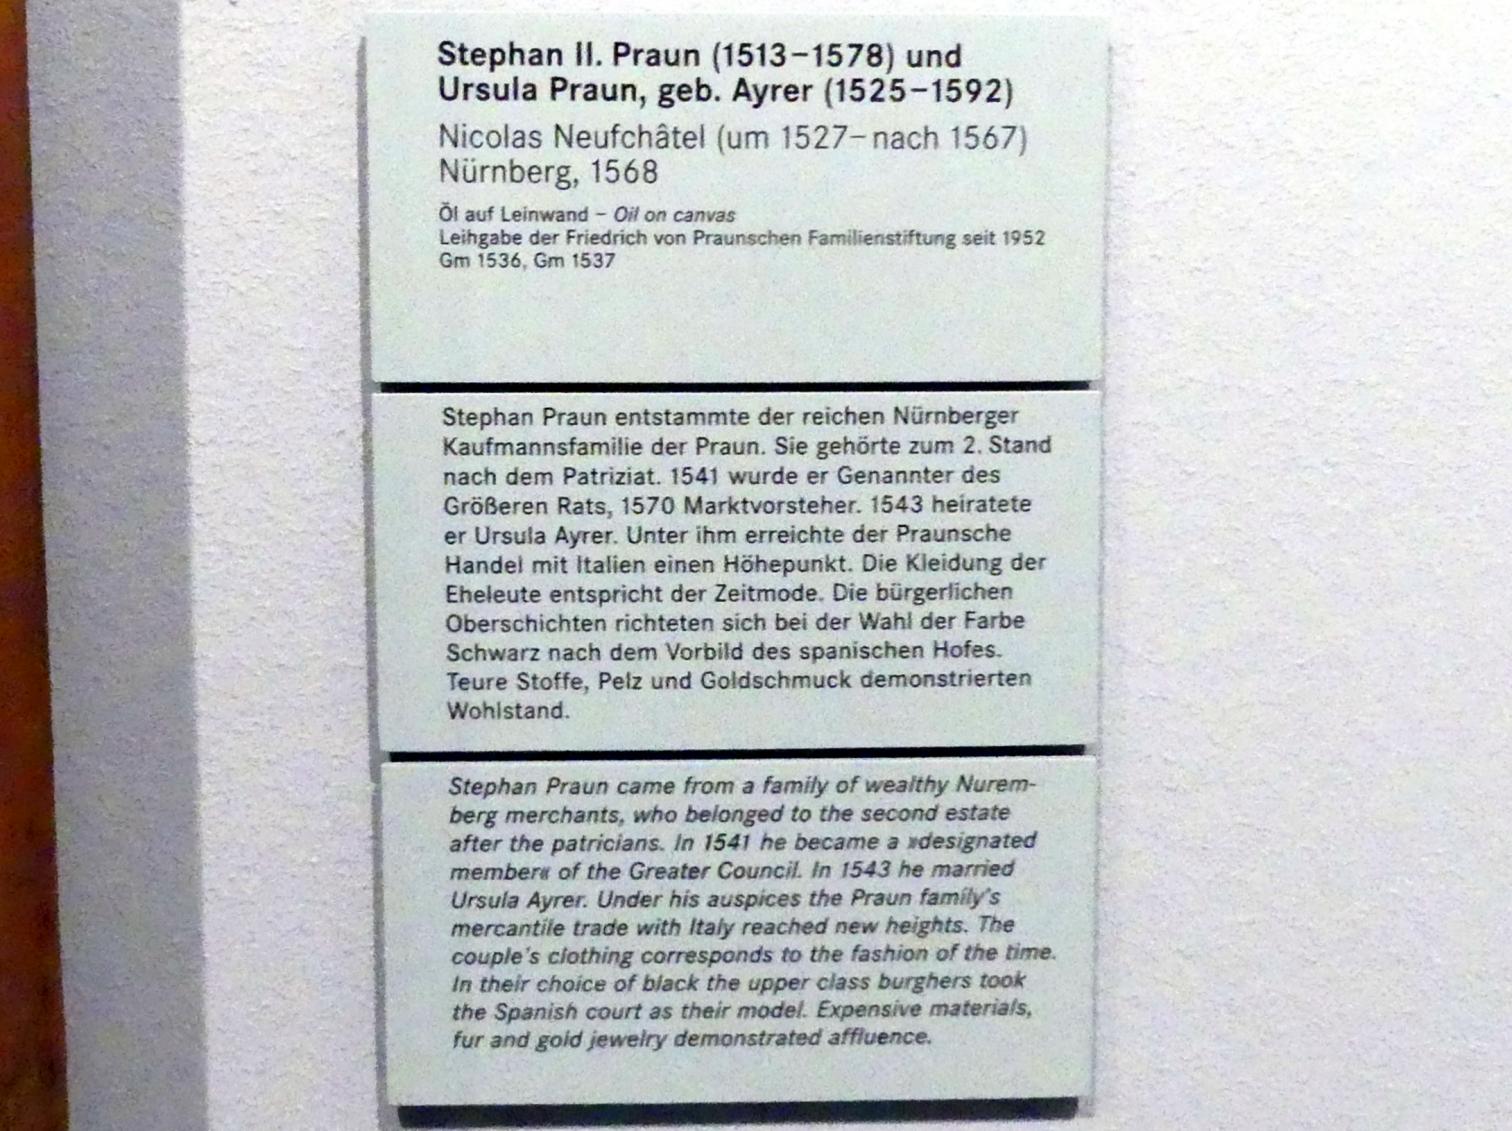 Stephan II. Praun (1513–1578) und
Ursula Praun, geb. Ayrer (1525–1592)
Nicolas Neufchâtel (um 1527–nach 1567)
Nürnberg, 1568
Öl auf Leinwand – Oil on canvas
Leihgabe der Friedrich von Praunschen Familienstiftung seit 1952
Gm 1536, Gm 1537
Stephan Praun entstammte der reichen Nürnberger
Kaufmannsfamilie der Praun. Sie gehörte zum 2. Stand
nach dem Patriziat. 1541 wurde er Genannter des
Größeren Rats, 1570 Marktvorsteher. 1543 heiratete
er Ursula Ayrer. Unter ihm erreichte der Praunsche
Handel mit Italien einen Höhepunkt. Die Kleidung der
Eheleute entspricht der Zeitmode. Die bürgerlichen
Oberschichten richteten sich bei der Wahl der Farbe
Schwarz nach dem Vorbild des spanischen Hofes.
Teure Stoffe, Pelz und Goldschmuck demonstrierten
Wohlstand.
Stephan Praun came from a family of wealthy Nurem-
berg merchants, who belonged to the second estate
after the patricians. In 1541 he became a »designated
member« of the Greater Council. In 1543 he married
Ursula Ayrer. Under his auspices the Praun family's
mercantile trade with Italy reached new heights. The
couple's clothing corresponds to the fashion of the time.
In their choice of black the upper class burghers took
the Spanish court as their model. Expensive materials,
fur and gold jewelry demonstrated affluence.